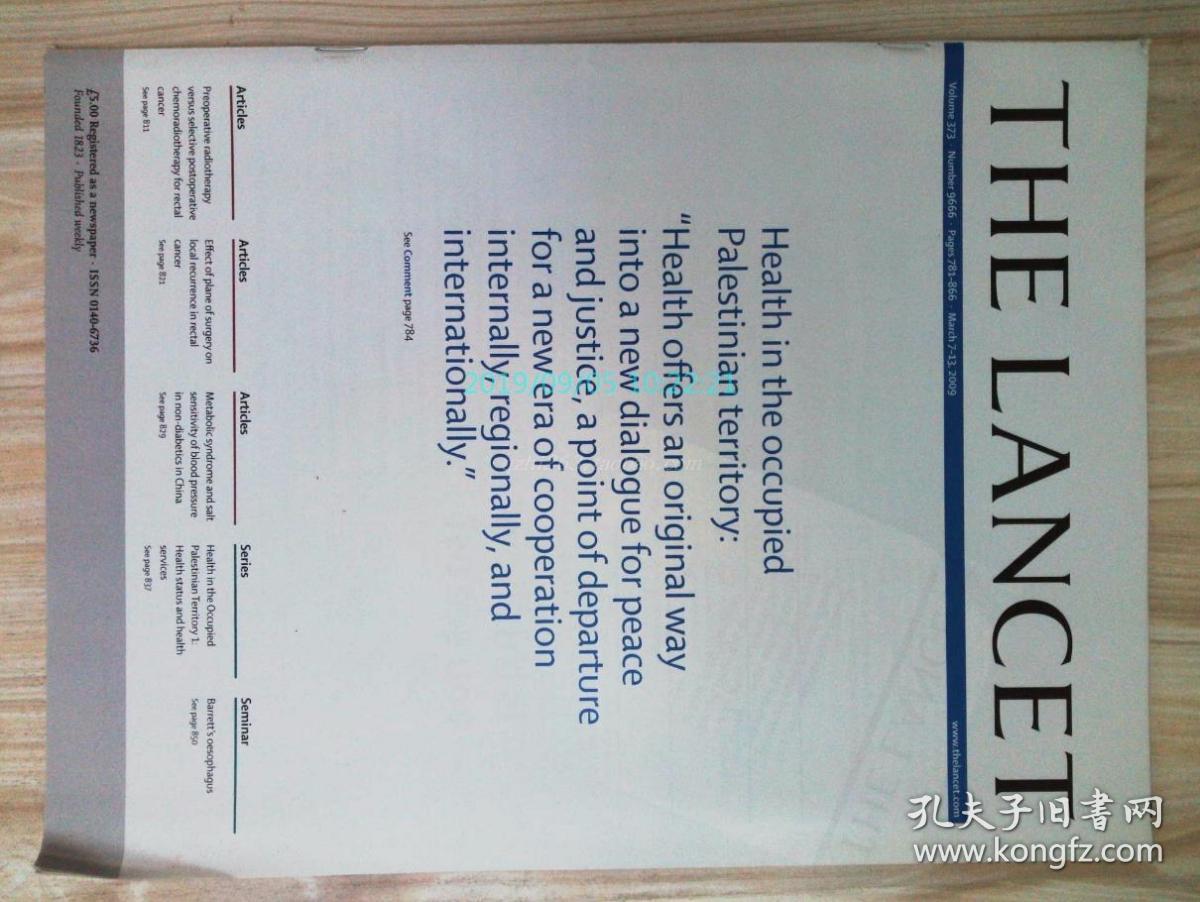 THE LANCET
Volume 373 · Number 9666 · Pages 781–866 · March 7–13, 2009
www.thelancet.com
Health in the occupied
Palestinian territory:
"Health offers an original way
into a new dialogue for peace
and justice, a point of departure
for a new era of cooperation
internally, regionally, and
internationally."
See Comment page 784
Articles
Preoperative radiotherapy
versus selective postoperative
chemoradiotherapy for rectal
cancer
See page 811
Articles
Effect of plane of surgery on
local recurrence in rectal
cancer
See page 821
Articles
Metabolic syndrome and salt
sensitivity of blood pressure
in non-diabetics in China
See page 829
Series
Health in the Occupied
Palestinian Territory 1:
Health status and health
services
See page 837
Seminar
Barrett's oesophagus
See page 850
£5.00 Registered as a newspaper · ISSN 0140-6736
Founded 1823 · Published weekly
孔夫子旧书网
www.kongfz.com